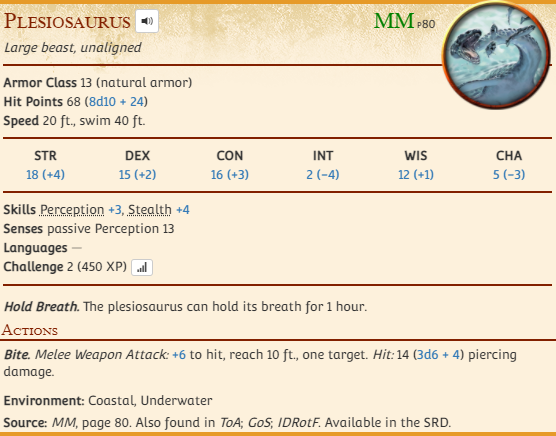 Plesiosaurus MM p80
Large beast, unaligned
Armor Class 13 (natural armor)
Hit Points 68 (8d10 + 24)
Speed 20 ft., swim 40 ft.
STR DEX CON INT WIS CHA
18 (+4) 15 (+2) 16 (+3) 2 (−4) 12 (+1) 5 (−3)
Skills Perception +3, Stealth +4
Senses passive Perception 13
Languages —
Challenge 2 (450 XP)
Hold Breath. The plesiosaurus can hold its breath for 1 hour.
Actions
Bite. Melee Weapon Attack: +6 to hit, reach 10 ft., one target. Hit: 14 (3d6 + 4) piercing
damage.
Environment: Coastal, Underwater
Source: MM, page 80. Also found in ToA; GoS; IDRotF. Available in the SRD.